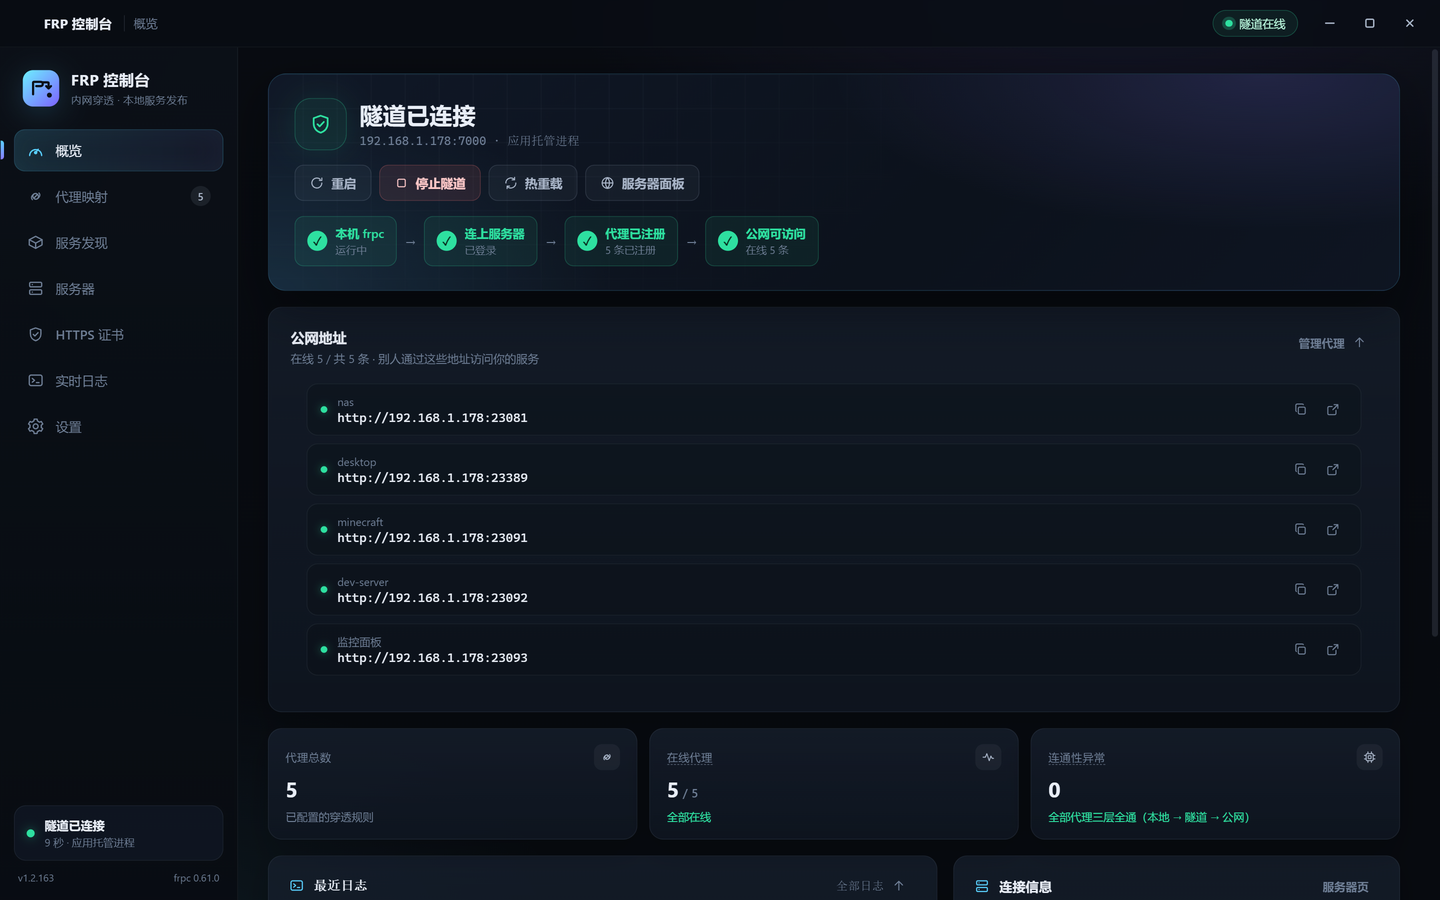 FRP 控制台
概览
隧道在线
FRP 控制台
内网穿透 · 本地服务发布
概览
代理映射
5
服务发现
服务器
HTTPS 证书
实时日志
设置
隧道已连接
9 秒 · 应用托管进程
v1.2.163
frpc 0.61.0
隧道已连接
192.168.1.178:7000 · 应用托管进程
重启
停止隧道
热重载
服务器面板
本机 frpc
运行中
→
连上服务器
已登录
→
代理已注册
5 条已注册
→
公网可访问
在线 5 条
公网地址
在线 5 / 共 5 条 · 别人通过这些地址访问你的服务
管理代理
nas
http://192.168.1.178:23081
desktop
http://192.168.1.178:23389
minecraft
http://192.168.1.178:23091
dev-server
http://192.168.1.178:23092
监控面板
http://192.168.1.178:23093
代理总数
5
已配置的穿透规则
在线代理
5 / 5
全部在线
连通性异常
0
全部代理三层全通（本地 → 隧道 → 公网）
最近日志
全部日志
连接信息
服务器页